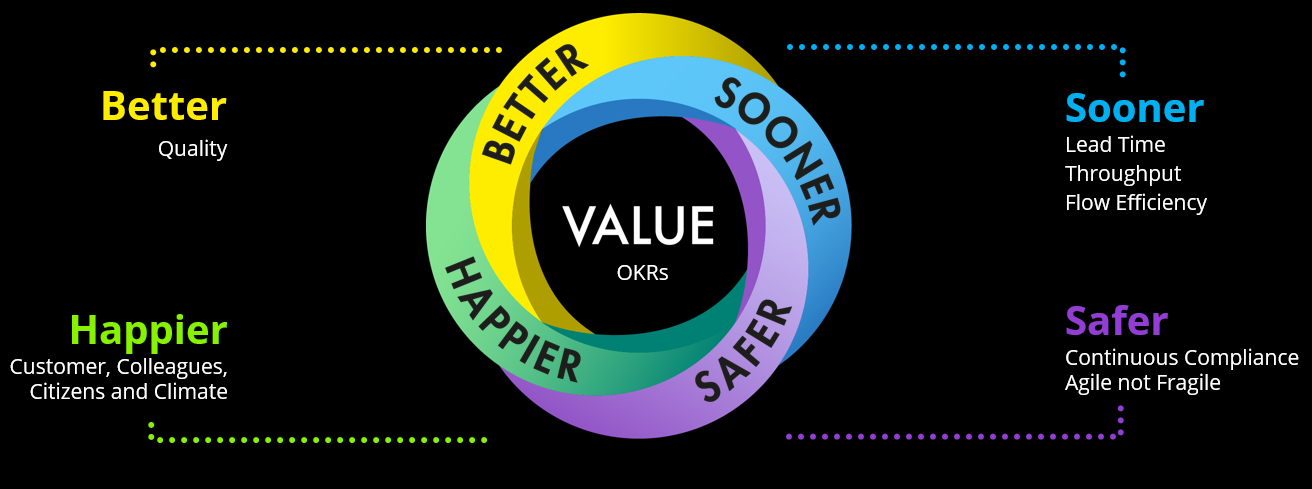 Better
Quality
Happier
Customer, Colleagues,
Citizens and Climate
BETTER
SOONER
VALUE
OKRs
HAPPIER
SAFER
Sooner
Lead Time
Throughput
Flow Efficiency
Safer
Continuous Compliance
Agile not Fragile